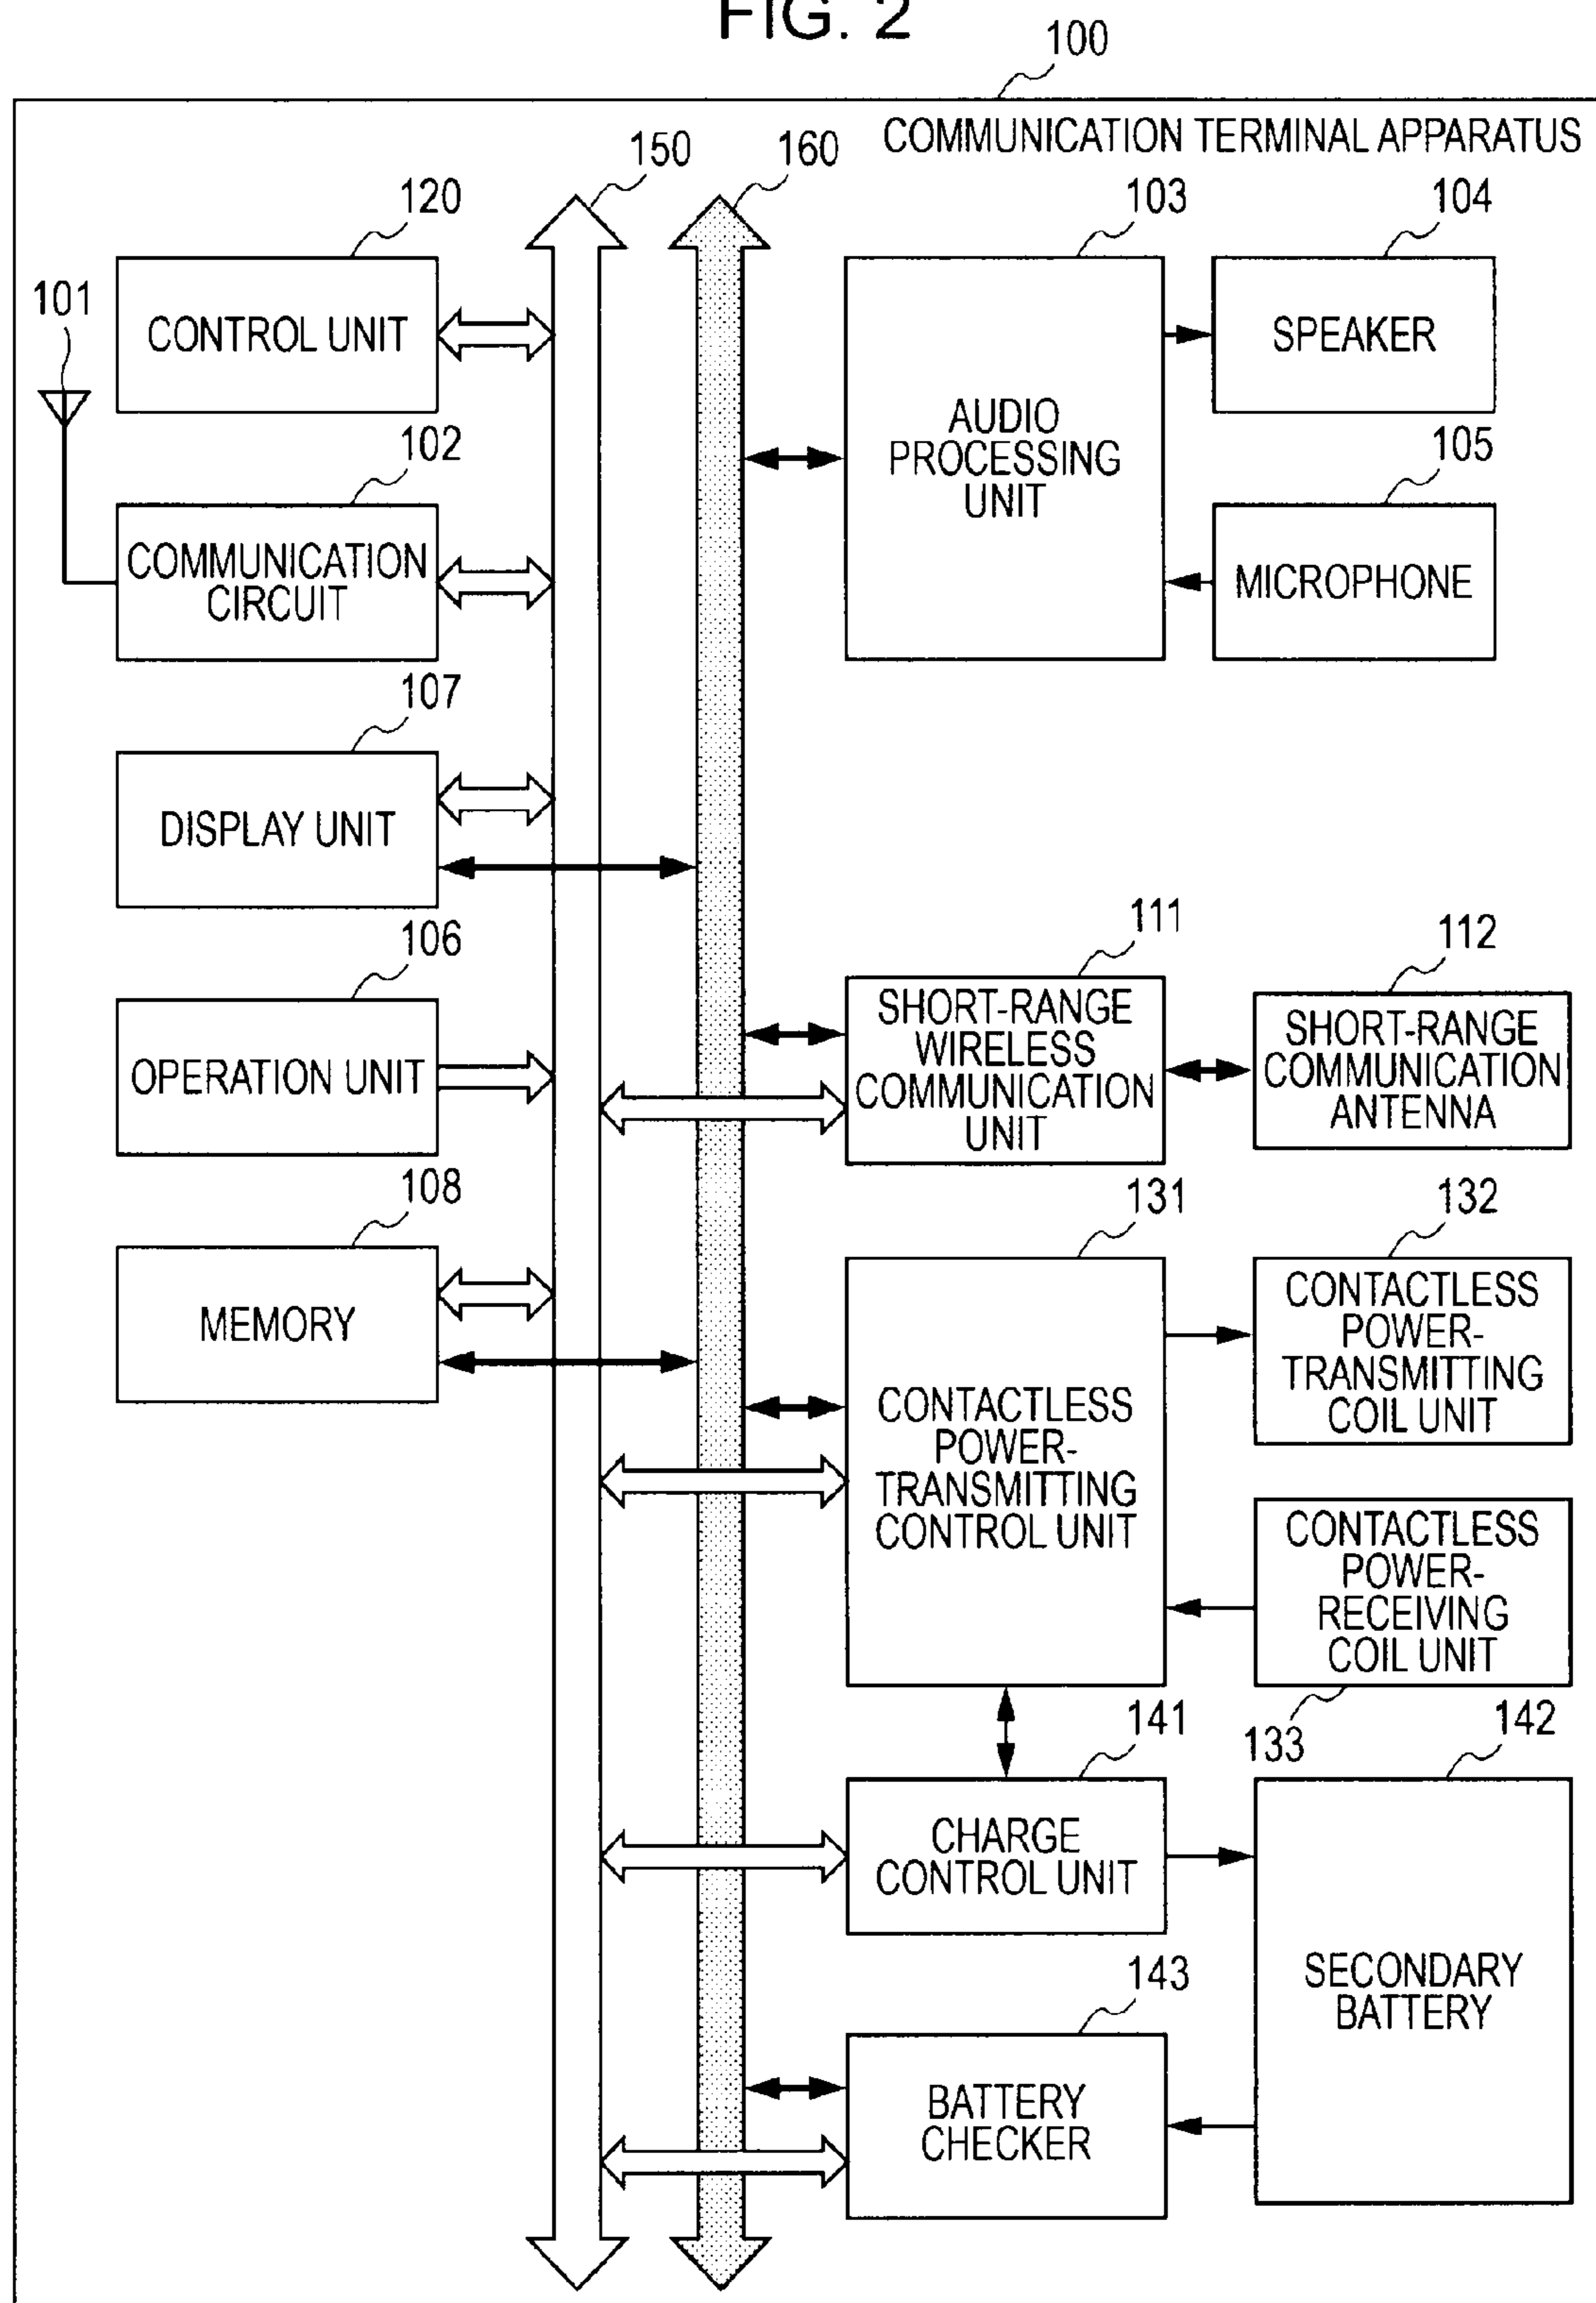 FIG. 2
100
COMMUNICATION TERMINAL APPARATUS
150
160
120
CONTROL UNIT
101
102
COMMUNICATION
CIRCUIT
107
DISPLAY UNIT
106
OPERATION UNIT
108
MEMORY
103
AUDIO
PROCESSING
UNIT
104
SPEAKER
105
MICROPHONE
111
SHORT-RANGE
WIRELESS
COMMUNICATION
UNIT
112
SHORT-RANGE
COMMUNICATION
ANTENNA
131
CONTACTLESS
POWER-
TRANSMITTING
CONTROL UNIT
132
CONTACTLESS
POWER-
TRANSMITTING
COIL UNIT
CONTACTLESS
POWER-
RECEIVING
COIL UNIT
133
141
CHARGE
CONTROL UNIT
142
SECONDARY
BATTERY
143
BATTERY
CHECKER